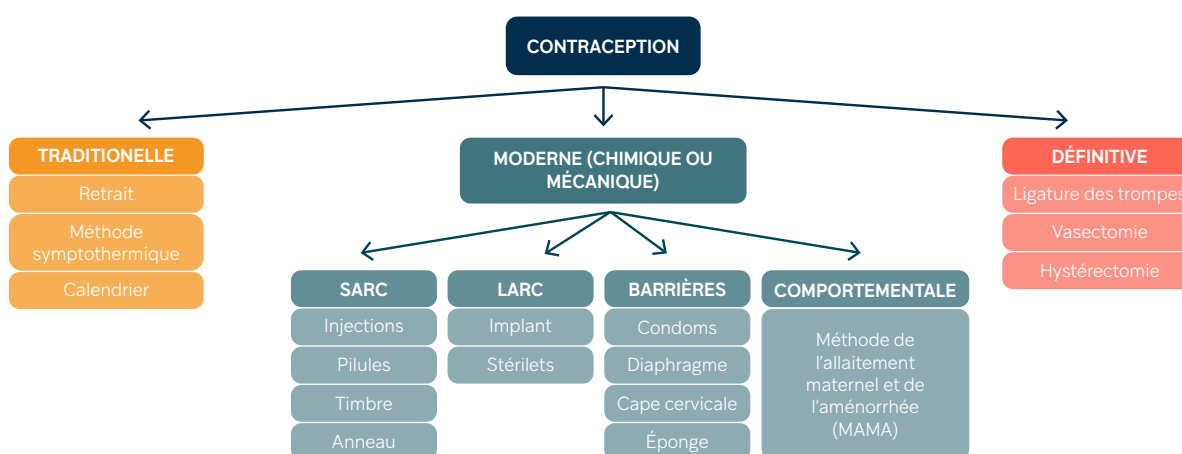 CONTRACEPTION
TRADITIONELLE
Retrait
Méthode
symptothermique
Calendrier
MODERNE (CHIMIQUE OU
MÉCANIQUE)
SARC
Injections
Pilules
Timbre
Anneau
LARC
Implant
Stérilets
BARRIÈRES
Condoms
Diaphragme
Cape cervicale
Éponge
COMPORTEMENTALE
Méthode de
l'allaitement
maternel et de
l'aménorrhée
(MAMA)
DÉFINITIVE
Ligature des trompes
Vasectomie
Hystérectomie